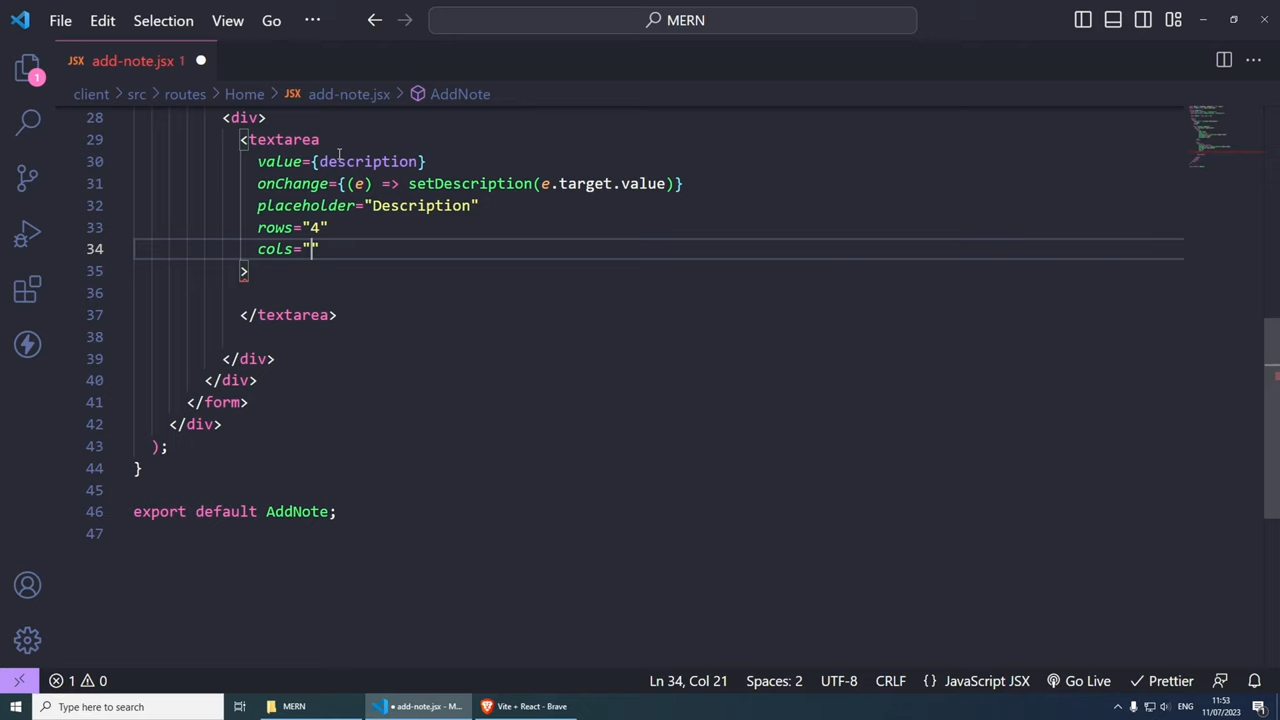 File Edit Selection View Go ··· MERN
JSX add-note.jsx 1
client > src > routes > Home > JSX add-note.jsx > AddNote
28 <div>
29 <textarea
30 value={description}
31 onChange={(e) => setDescription(e.target.value)}
32 placeholder="Description"
33 rows="4"
34 cols=""
35 >
36
37 </textarea>
38
39 </div>
40 </div>
41 </form>
42 </div>
43 );
44 }
45
46 export default AddNote;
47
1
1 0 Ln 34, Col 21 Spaces: 2 UTF-8 CRLF {} JavaScript JSX Go Live Prettier
Type here to search MERN • add-note.jsx - M... Vite + React - Brave 11:53
11/07/2023 1